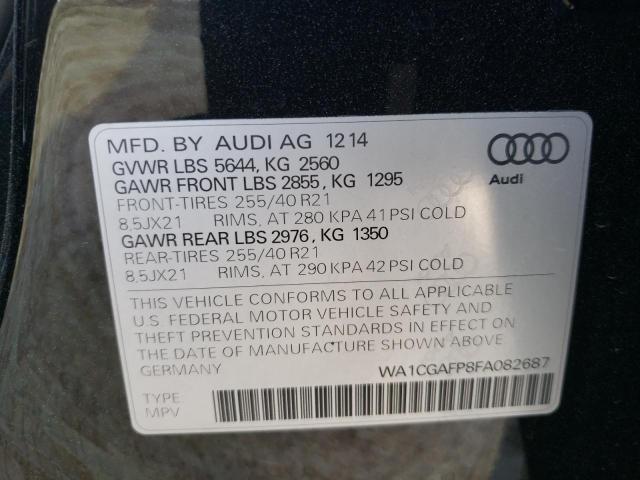 MFD. BY AUDI AG 12 14
GVWR LBS 5644, KG 2560
GAWR FRONT LBS 2855, KG 1295
FRONT-TIRES 255/40 R21
8,5JX21 RIMS, AT 280 KPA 41 PSI COLD
GAWR REAR LBS 2976, KG 1350
REAR-TIRES 255/40 R21
8,5JX21 RIMS, AT 290 KPA 42 PSI COLD
Audi
THIS VEHICLE CONFORMS TO ALL APPLICABLE
U.S. FEDERAL MOTOR VEHICLE SAFETY AND
THEFT PREVENTION STANDARDS IN EFFECT ON
THE DATE OF MANUFACTURE SHOWN ABOVE
GERMANY
WA1CGAFP8FA082687
TYPE
MPV